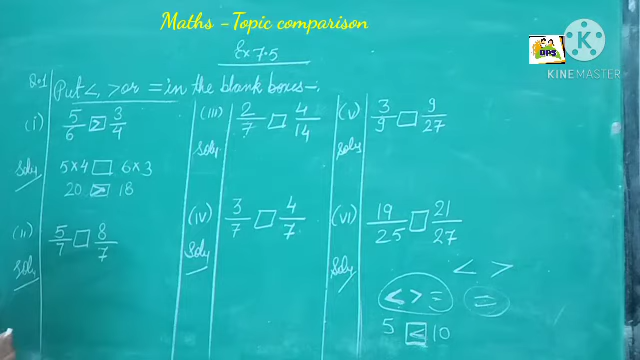 Maths - Topic comparison
DPS
KINEMASTER
Ex 7.5
Q.1 Put <, > or = in the blank boxes-.
(i) 5/6 > 3/4
Soln
5×4 □ 6×3
20 > 18
(ii) 5/7 □ 8/7
Soln
(iii) 2/7 □ 4/14
Soln
(iv) 3/7 □ 4/7
Soln
(v) 3/9 □ 9/27
Soln
(vi) 19/25 □ 21/27
Soln
< >
< > = =
5 < 10